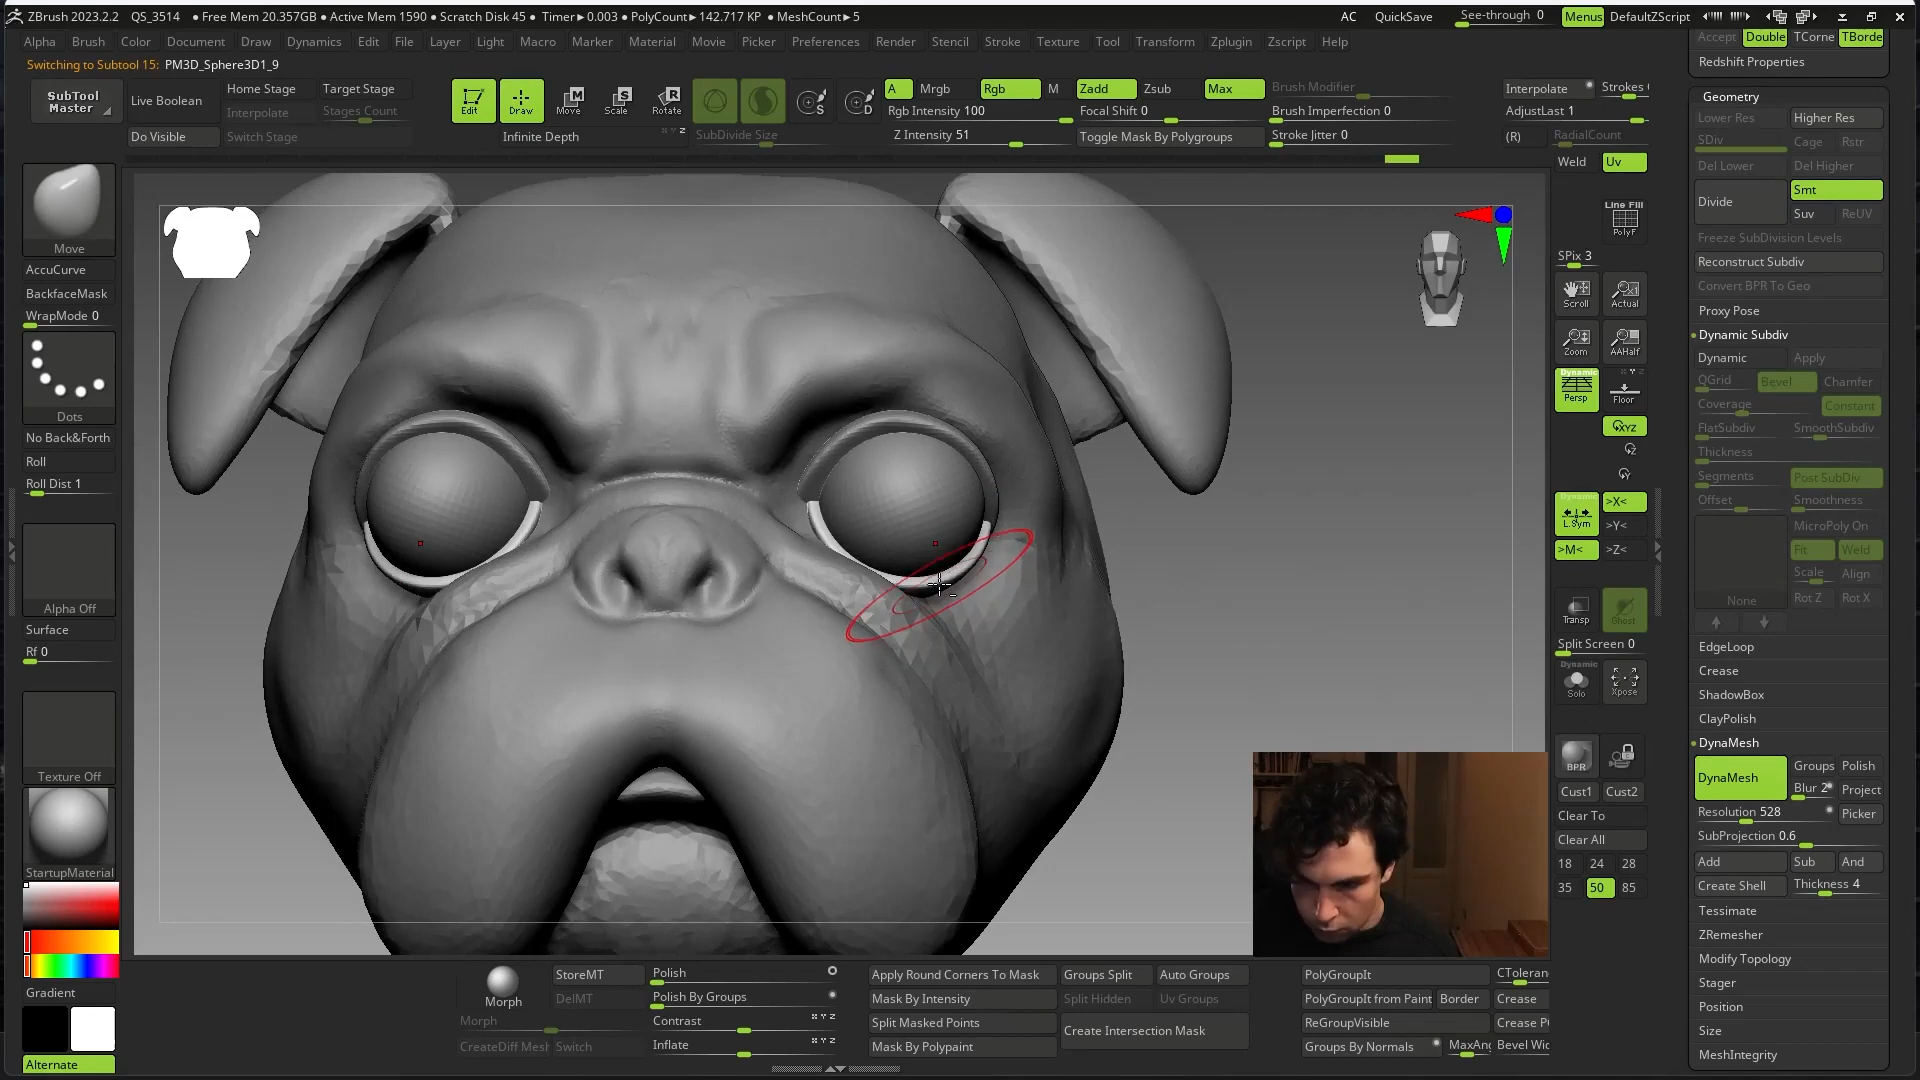 ZBrush 2023.2.2 QS_3514 ● Free Mem 20.357GB ● Active Mem 1590 ● Scratch Disk 45 ● Timer▸0.003 ● PolyCount▸ 142.717 KP ● MeshCount▸5 AC QuickSave See-through 0 Menus DefaultZScript
Alpha Brush Color Document Draw Dynamics Edit File Layer Light Macro Marker Material Movie Picker Preferences Render Stencil Stroke Texture Tool Transform Zplugin Zscript Help
Switching to Subtool 15: PM3D_Sphere3D1_9
SubTool Master
Live Boolean
Do Visible
Home Stage Target Stage
Interpolate Stages Count
Switch Stage
Edit Draw Move Scale Rotate
Infinite Depth
SubDivide Size
A Mrgb Rgb M Zadd Zsub Max Brush Modifier
Rgb Intensity 100 Focal Shift 0 Brush Imperfection 0
Z Intensity 51 Toggle Mask By Polygroups Stroke Jitter 0
Interpolate Strokes
AdjustLast 1
(R) RadialCount
Weld Uv
Move
AccuCurve
BackfaceMask
WrapMode 0
Dots
No Back&Forth
Roll
Roll Dist 1
Alpha Off
Surface
Rf 0
Texture Off
StartupMaterial
Gradient
Alternate
Line Fill
PolyF
SPix 3
Scroll Actual
Zoom AAHalf
Dynamic
Persp Floor
XYZ
Y
Dynamic
L.Sym >X<
>Y<
>M< >Z<
Transp Ghost
Split Screen 0
Dynamic
Solo Xpose
BPR
Cust1 Cust2
Clear To
Clear All
18 24 28
35 50 85
Accept Double TCorne TBorde
Redshift Properties
Geometry
Lower Res Higher Res
SDiv Cage Rstr
Del Lower Del Higher
Divide Smt
Suv ReUV
Freeze SubDivision Levels
Reconstruct Subdiv
Convert BPR To Geo
Proxy Pose
Dynamic Subdiv
Dynamic Apply
QGrid Bevel Chamfer
Coverage Constant
FlatSubdiv SmoothSubdiv
Thickness
Segments Post SubDiv
Offset Smoothness
MicroPoly On
Fit Weld
Scale Align
None Rot Z Rot X
EdgeLoop
Crease
ShadowBox
ClayPolish
DynaMesh
DynaMesh Groups Polish
Blur 2 Project
Resolution 528 Picker
SubProjection 0.6
Add Sub And
Create Shell Thickness 4
Tessimate
ZRemesher
Modify Topology
Stager
Position
Size
MeshIntegrity
Morph StoreMT
DelMT
Morph
CreateDiff Mesh Switch
Polish
Polish By Groups
Contrast
Inflate
Apply Round Corners To Mask Groups Split Auto Groups
Mask By Intensity Split Hidden Uv Groups
Split Masked Points Create Intersection Mask
Mask By Polypaint
PolyGroupIt CToleran
PolyGroupIt from Paint Border Crease
ReGroupVisible Crease P
Groups By Normals MaxAng Bevel Wid